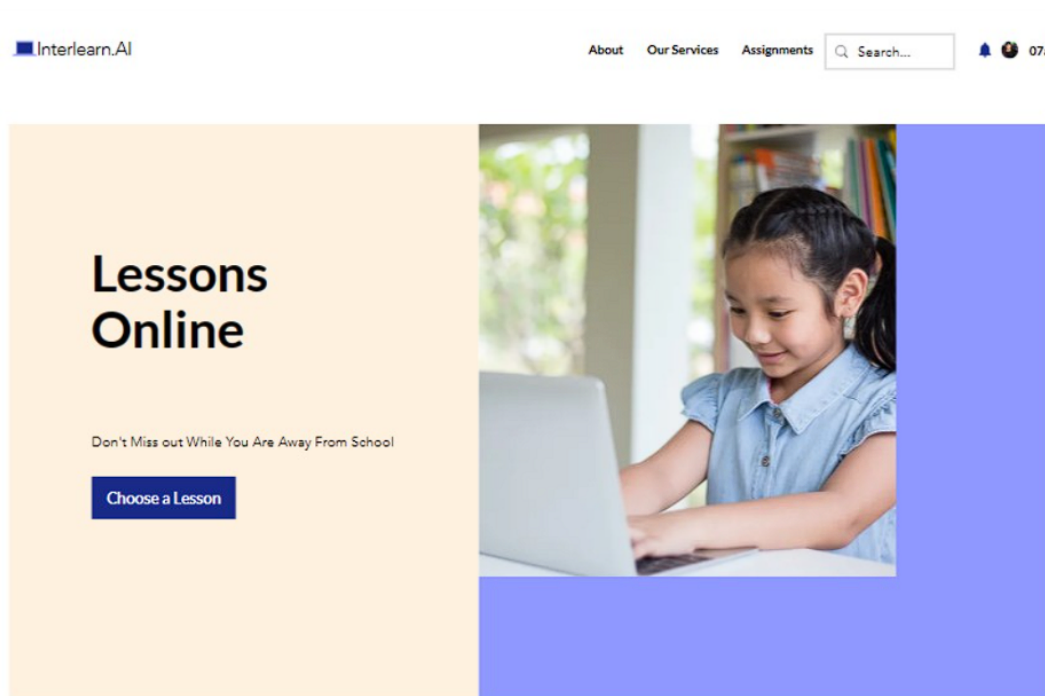 Interlearn.AI
About Our Services Assignments Search... 07
Lessons
Online
Don't Miss out While You Are Away From School
Choose a Lesson